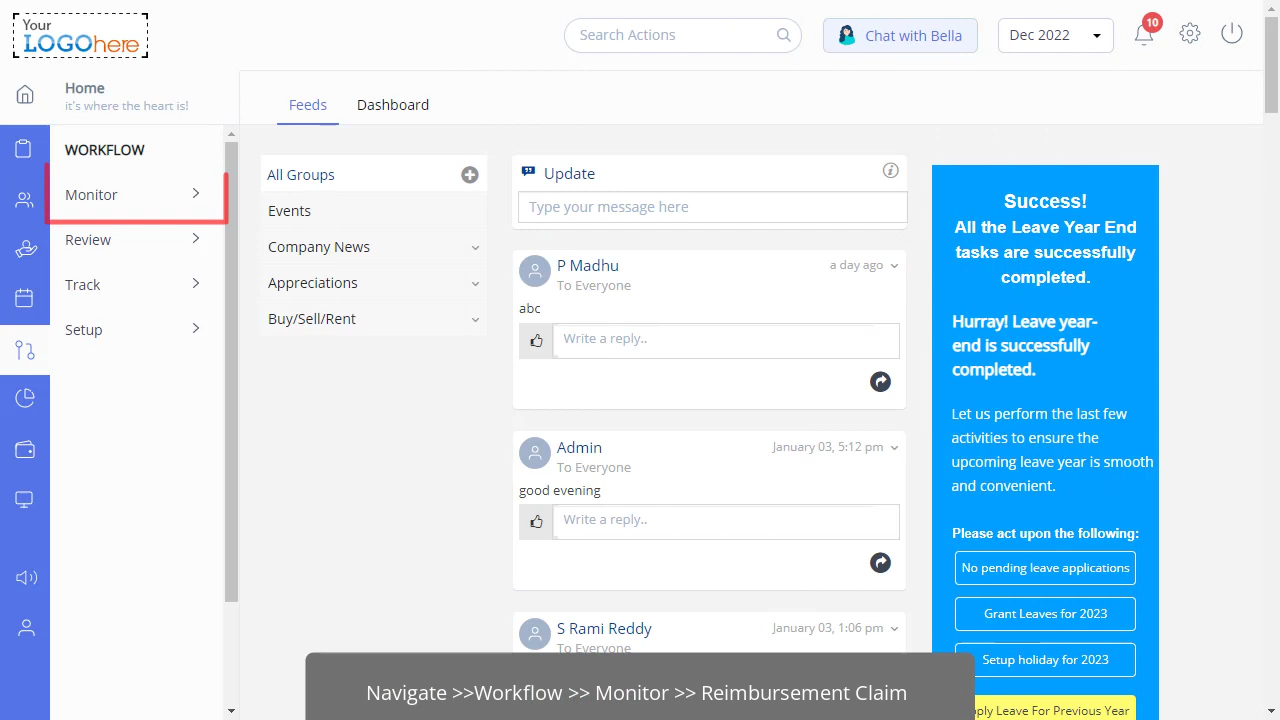 Your
LOGOhere
Search Actions
Chat with Bella
Dec 2022
10
Home
it's where the heart is!
Feeds
Dashboard
WORKFLOW
Monitor
Review
Track
Setup
All Groups
Events
Company News
Appreciations
Buy/Sell/Rent
Update
Type your message here
P Madhu
a day ago
To Everyone
abc
Write a reply..
Admin
January 03, 5:12 pm
To Everyone
good evening
Write a reply..
S Rami Reddy
January 03, 1:06 pm
To Everyone
Success!
All the Leave Year End
tasks are successfully
completed.
Hurray! Leave year-
end is successfully
completed.
Let us perform the last few
activities to ensure the
upcoming leave year is smooth
and convenient.
Please act upon the following:
No pending leave applications
Grant Leaves for 2023
Setup holiday for 2023
Leave For Previous Year
Navigate >>Workflow >> Monitor >> Reimbursement Claim